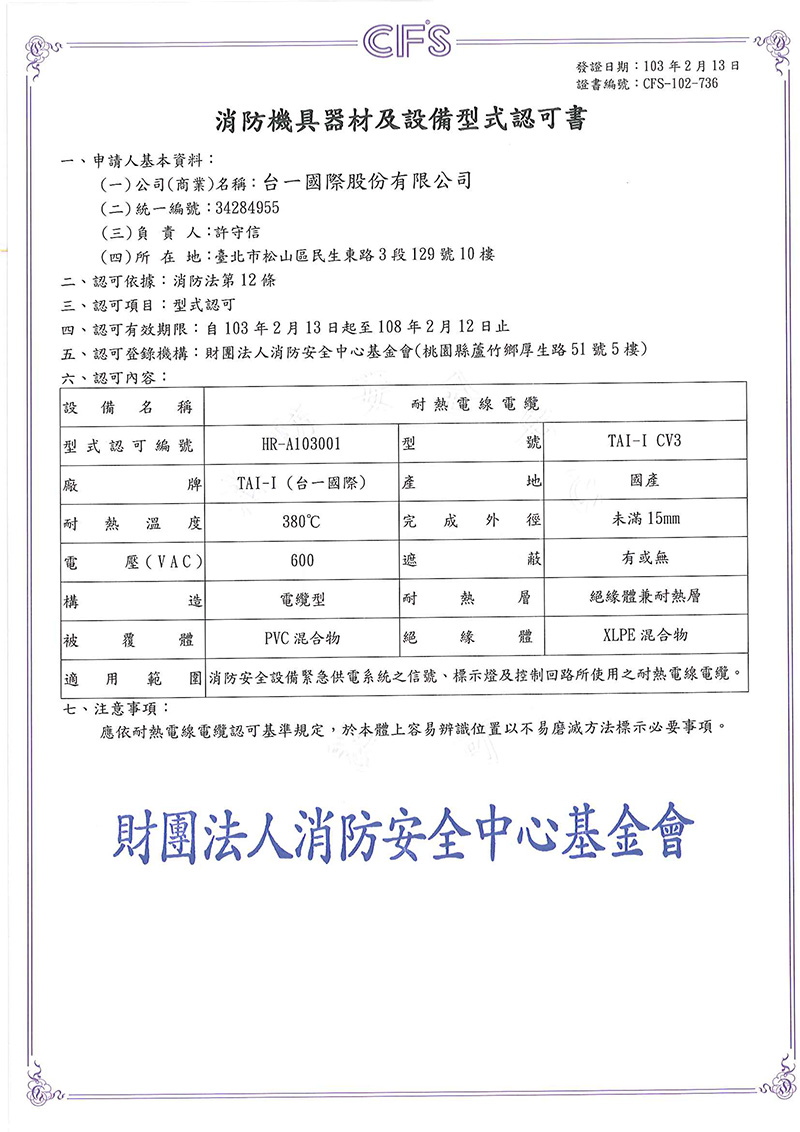 CFS
發證日期：103 年 2 月 13 日
證書編號：CFS-102-736
消防機具器材及設備型式認可書
一、申請人基本資料：
(一)公司(商業)名稱：台一國際股份有限公司
(二)統一編號：34284955
(三)負責人：許守信
(四)所在地：臺北市松山區民生東路 3 段 129 號 10 樓
二、認可依據：消防法第 12 條
三、認可項目：型式認可
四、認可有效期限：自 103 年 2 月 13 日起至 108 年 2 月 12 日止
五、認可登錄機構：財團法人消防安全中心基金會(桃園縣蘆竹鄉厚生路 51 號 5 樓)
六、認可內容：
設備名稱 耐熱電線電纜
型式認可編號 HR-A103001 型號 TAI-I CV3
廠牌 TAI-I (台一國際) 產地 國產
耐熱溫度 380℃ 完成外徑 未滿 15mm
電壓(VAC) 600 遮蔽 有或無
構造 電纜型 耐熱層 絕緣體兼耐熱層
被覆體 PVC 混合物 絕緣體 XLPE 混合物
適用範圍 消防安全設備緊急供電系統之信號、標示燈及控制回路所使用之耐熱電線電纜。
七、注意事項：
應依耐熱電線電纜認可基準規定，於本體上容易辨識位置以不易磨滅方法標示必要事項。
財團法人消防安全中心基金會